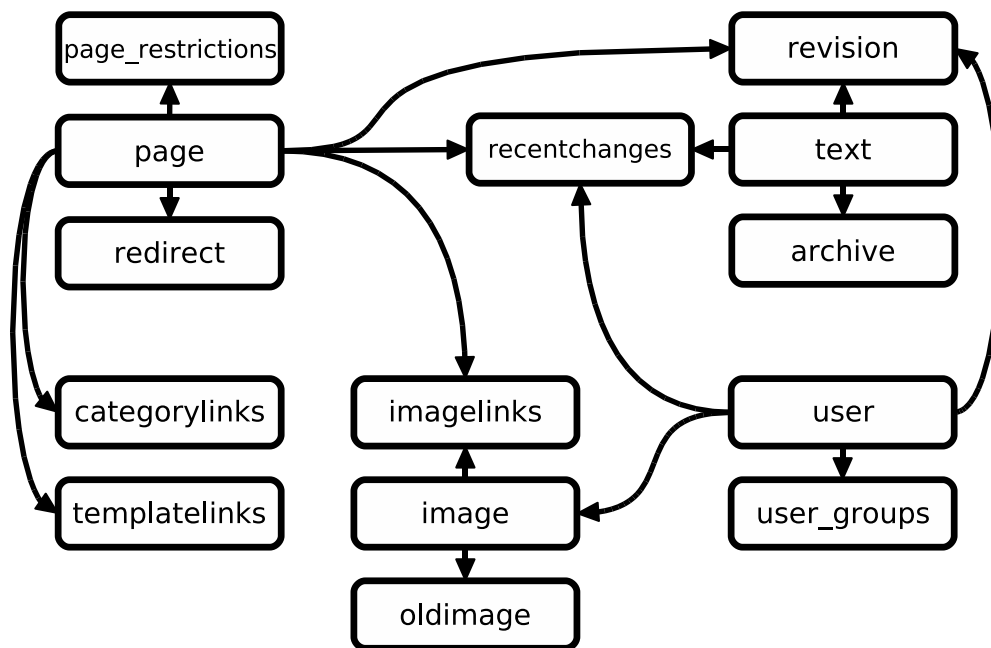 page_restrictions
revision
page
recentchanges
text
redirect
archive
categorylinks
imagelinks
user
templatelinks
image
user_groups
oldimage